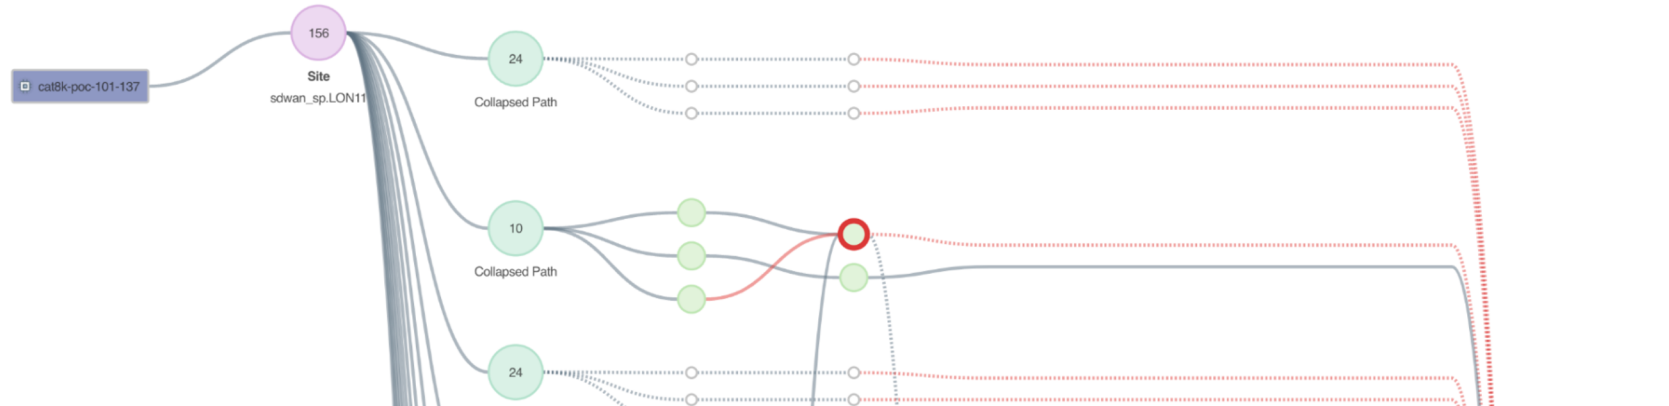 156
Site
sdwan_sp.LON11
cat8k-poc-101-137
24
Collapsed Path
10
Collapsed Path
24